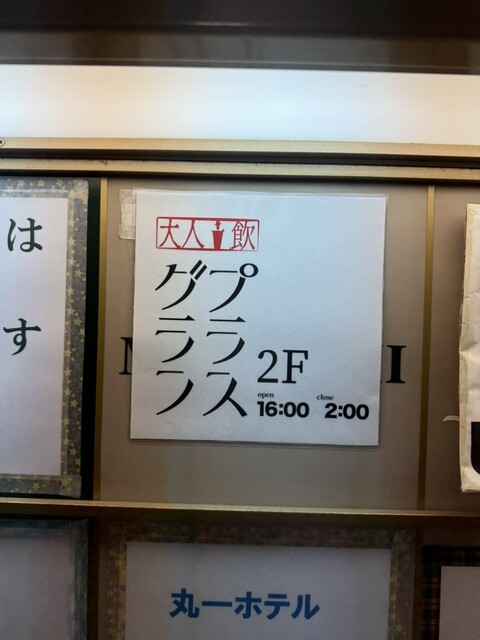 は
す
大人飲
グラン
プラス
2F
open close
16:00 2:00
丸一ホテル